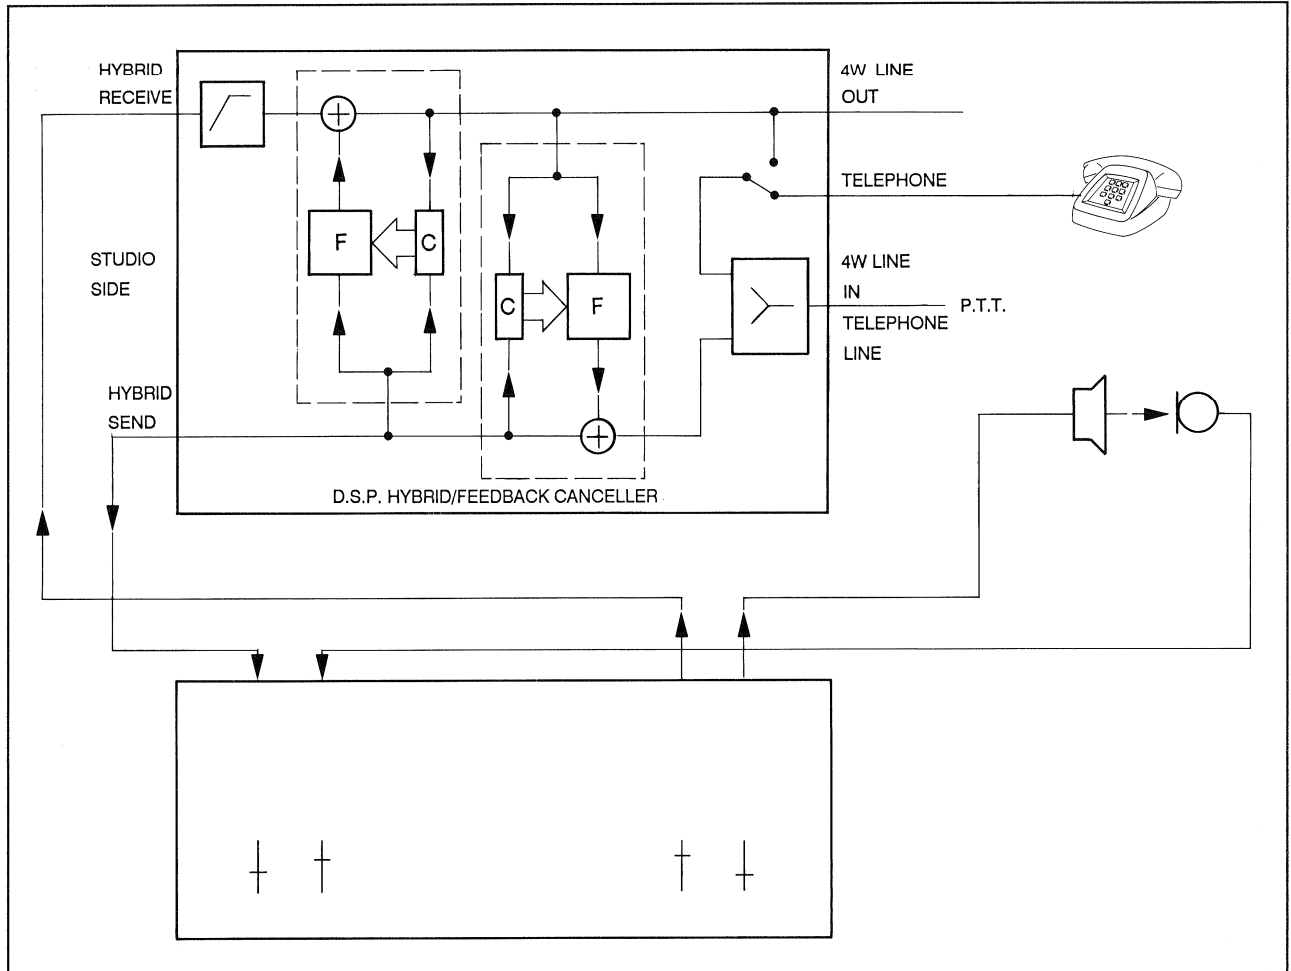 HYBRID
RECEIVE
4W LINE
OUT
TELEPHONE
F
C
STUDIO
SIDE
4W LINE
IN
TELEPHONE
LINE
P.T.T.
C
F
HYBRID
SEND
D.S.P. HYBRID/FEEDBACK CANCELLER